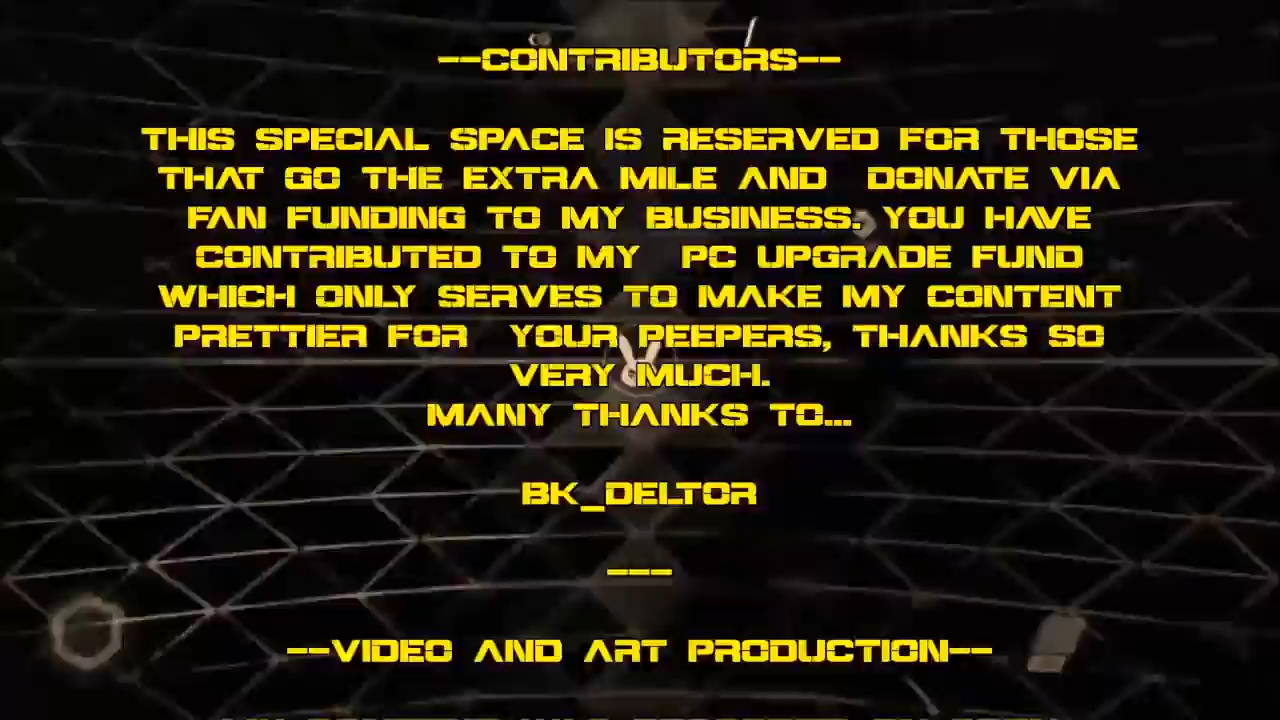 --CONTRIBUTORS--
THIS SPECIAL SPACE IS RESERVED FOR THOSE
THAT GO THE EXTRA MILE AND DONATE VIA
FAN FUNDING TO MY BUSINESS. YOU HAVE
CONTRIBUTED TO MY PC UPGRADE FUND
WHICH ONLY SERVES TO MAKE MY CONTENT
PRETTIER FOR YOUR PEEPERS, THANKS SO
VERY MUCH.
MANY THANKS TO...
BK_DELTOR
---
--VIDEO AND ART PRODUCTION--